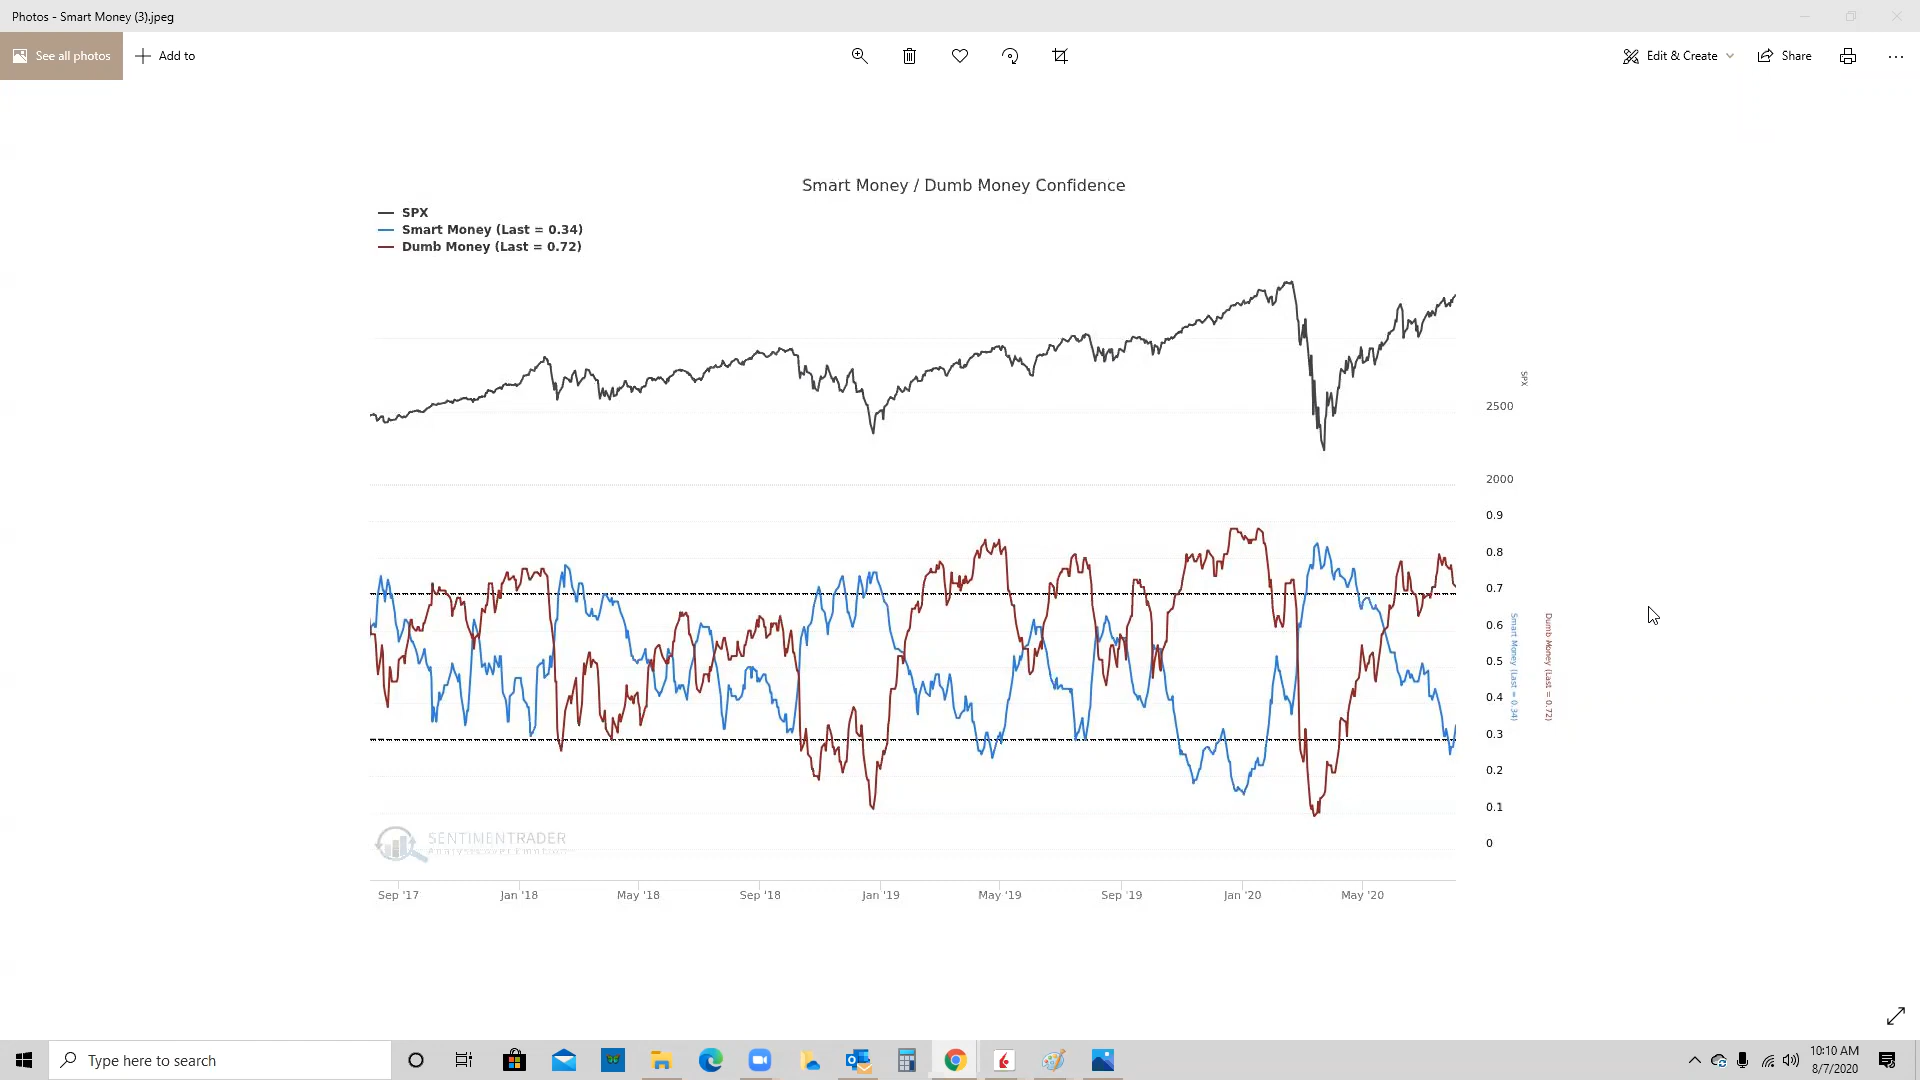 Photos - Smart Money (3).jpeg
See all photos
Add to
Edit & Create
Share
Smart Money / Dumb Money Confidence
SPX
Smart Money (Last = 0.34)
Dumb Money (Last = 0.72)
SPX
2500
2000
0.9
0.8
0.7
0.6
0.5
0.4
0.3
0.2
0.1
0
Smart Money (Last = 0.34)
Dumb Money (Last = 0.72)
SENTIMENTRADER
Analysis over Emotion
Sep '17
Jan '18
May '18
Sep '18
Jan '19
May '19
Sep '19
Jan '20
May '20
Type here to search
10:10 AM
8/7/2020